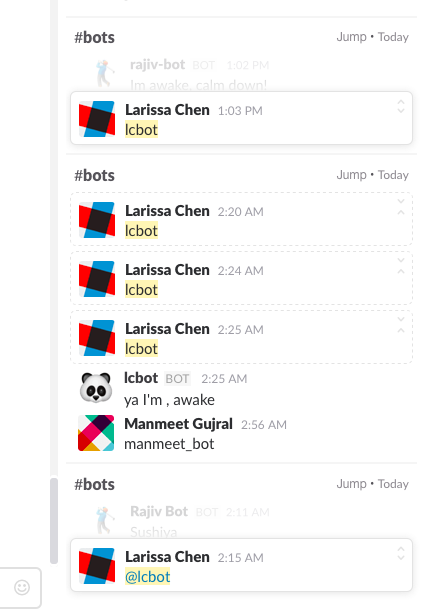 #bots
Jump • Today
rajiv-bot BOT 1:02 PM
Im awake, calm down!
Larissa Chen 1:03 PM
lcbot
#bots
Jump • Today
Larissa Chen 2:20 AM
lcbot
Larissa Chen 2:24 AM
lcbot
Larissa Chen 2:25 AM
lcbot
lcbot BOT 2:25 AM
ya I'm , awake
Manmeet Gujral 2:56 AM
manmeet_bot
#bots
Jump • Today
Rajiv Bot BOT 2:11 AM
Sushiya
Larissa Chen 2:15 AM
@lcbot